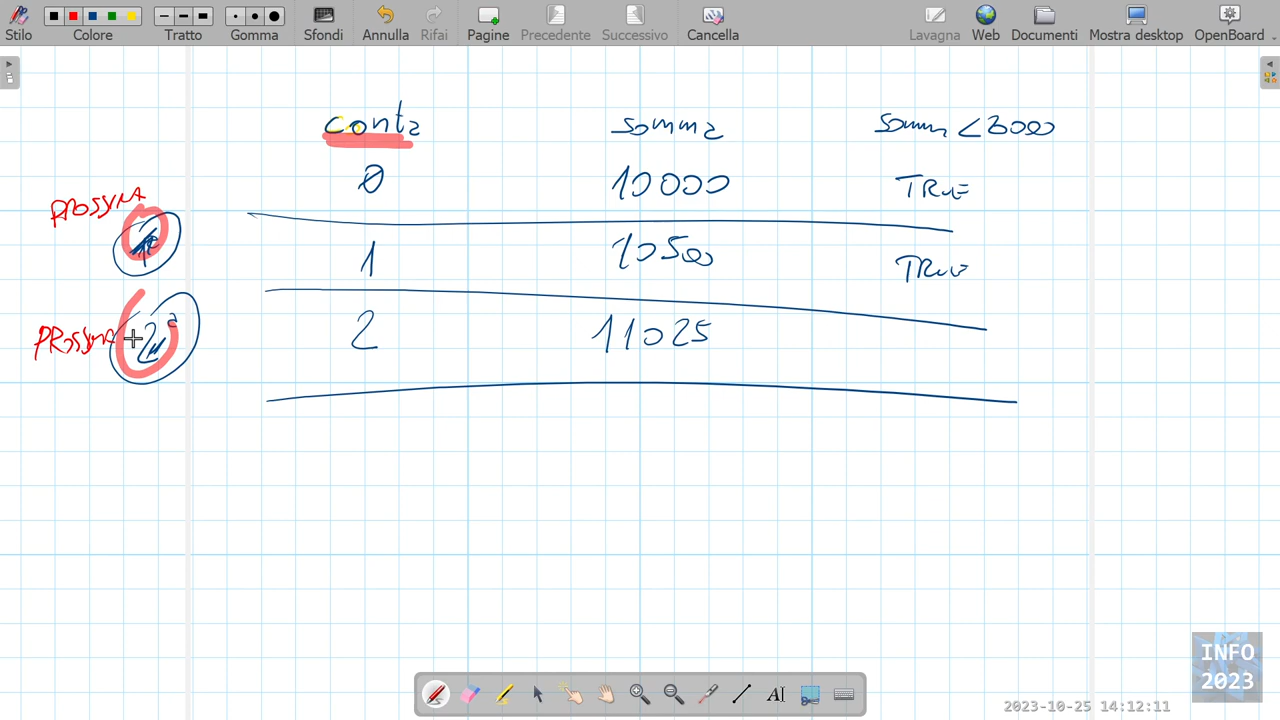 Stilo Colore Tratto Gomma Sfondi Annulla Rifai Pagine Precedente Successivo Cancella Lavagna Web Documenti Mostra desktop OpenBoard
conta somma somm < 3000
0 10000 TRUE
PROSSIMA
1 10500 TRUE
PROSSIMA 2ª 2 11025
INFO
2023
2023-10-25 14:12:11